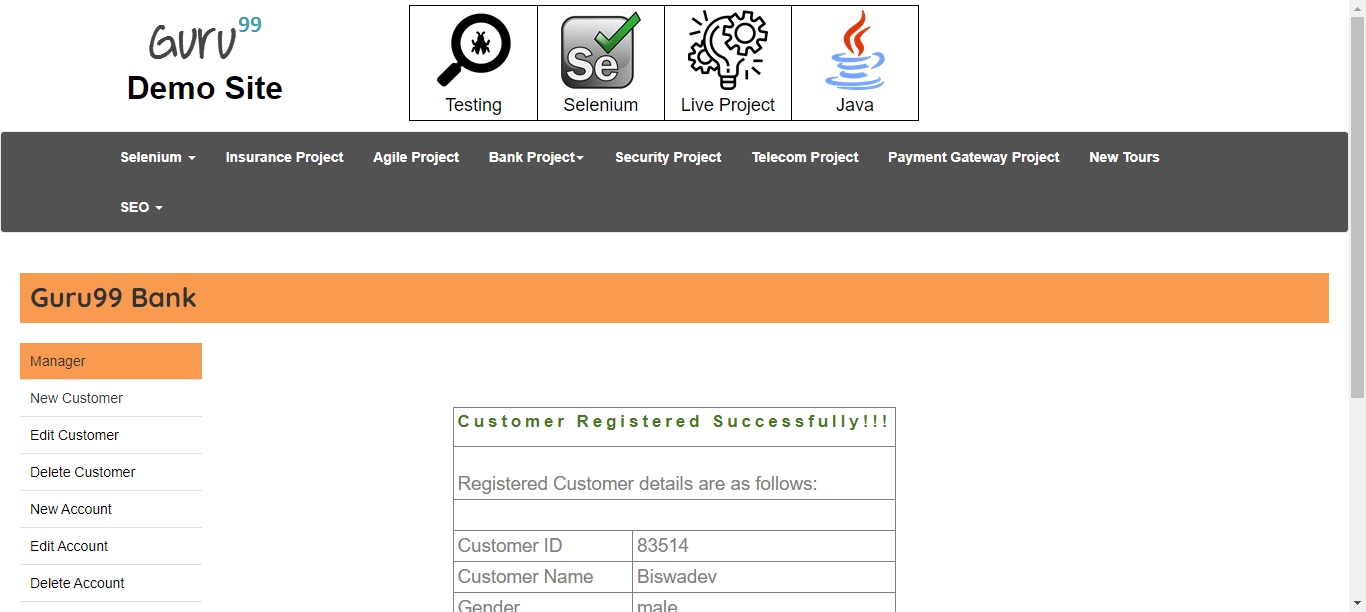 Guru99
Demo Site
Testing
Selenium
Live Project
Java
Selenium
Insurance Project
Agile Project
Bank Project
Security Project
Telecom Project
Payment Gateway Project
New Tours
SEO
Guru99 Bank
Manager
New Customer
Edit Customer
Delete Customer
New Account
Edit Account
Delete Account
Customer Registered Successfully!!!
Registered Customer details are as follows:
Customer ID 83514
Customer Name Biswadev
Gender male